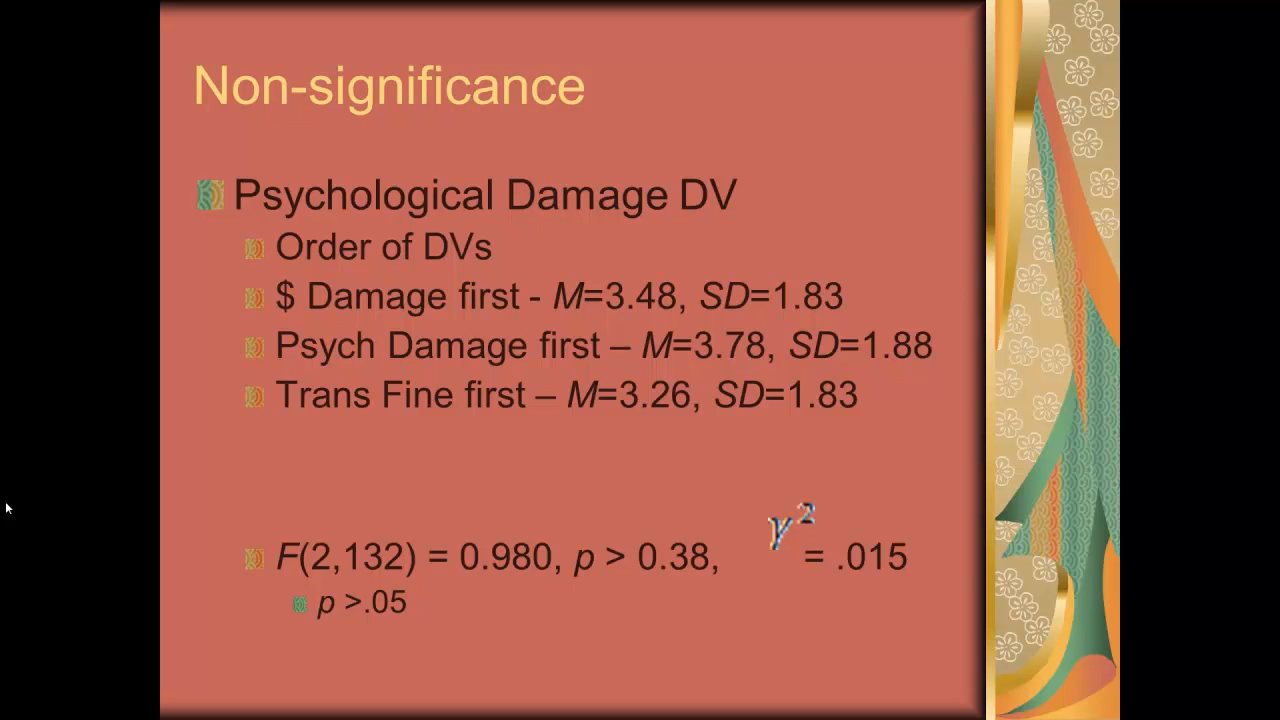 Non-significance
Psychological Damage DV
Order of DVs
$ Damage first - M=3.48, SD=1.83
Psych Damage first – M=3.78, SD=1.88
Trans Fine first – M=3.26, SD=1.83
F(2,132) = 0.980, p > 0.38, γ² = .015
p >.05